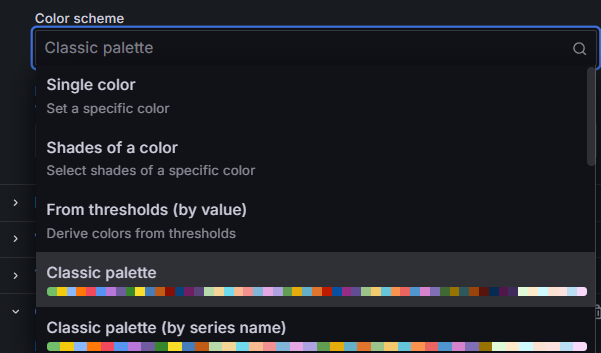 Color scheme
Classic palette
Single color
Set a specific color
Shades of a color
Select shades of a specific color
From thresholds (by value)
Derive colors from thresholds
Classic palette
Classic palette (by series name)